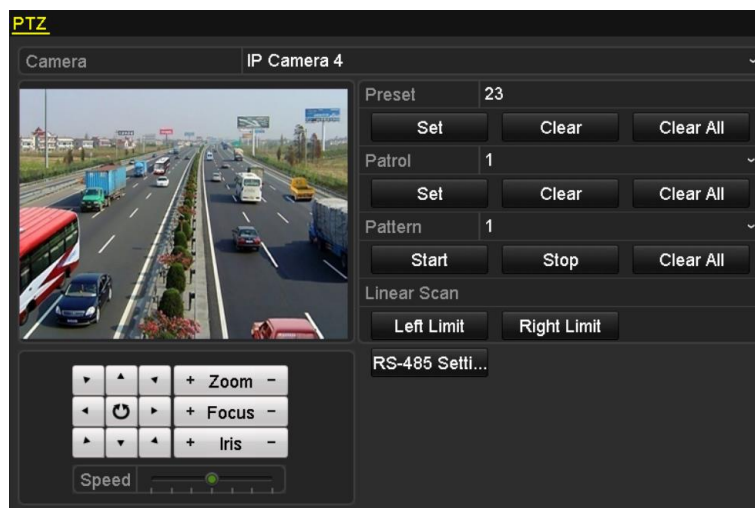 PTZ
Camera IP Camera 4
Preset 23
Set Clear Clear All
Patrol 1
Set Clear Clear All
Pattern 1
Start Stop Clear All
Linear Scan
Left Limit Right Limit
RS-485 Setti...
+ Zoom -
+ Focus -
+ Iris -
Speed